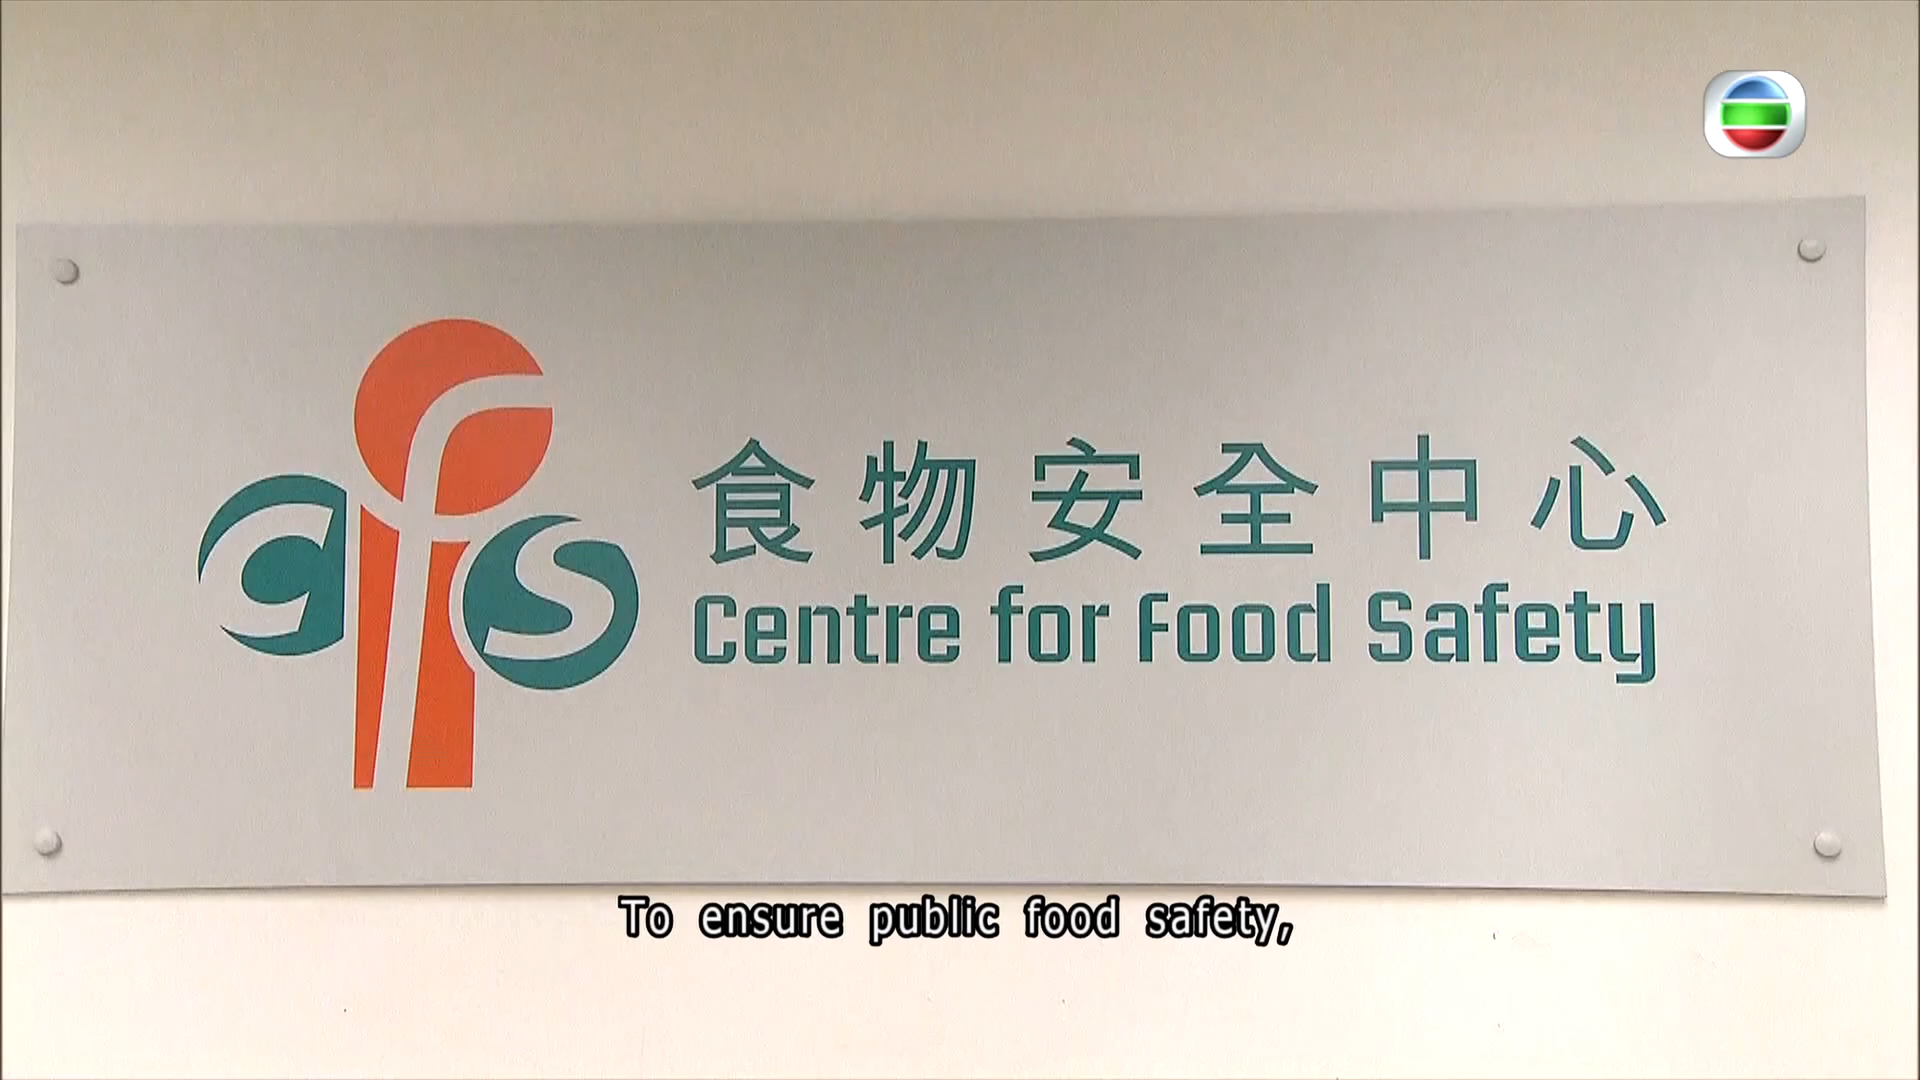 cfs
食物安全中心
Centre for Food Safety
To ensure public food safety,